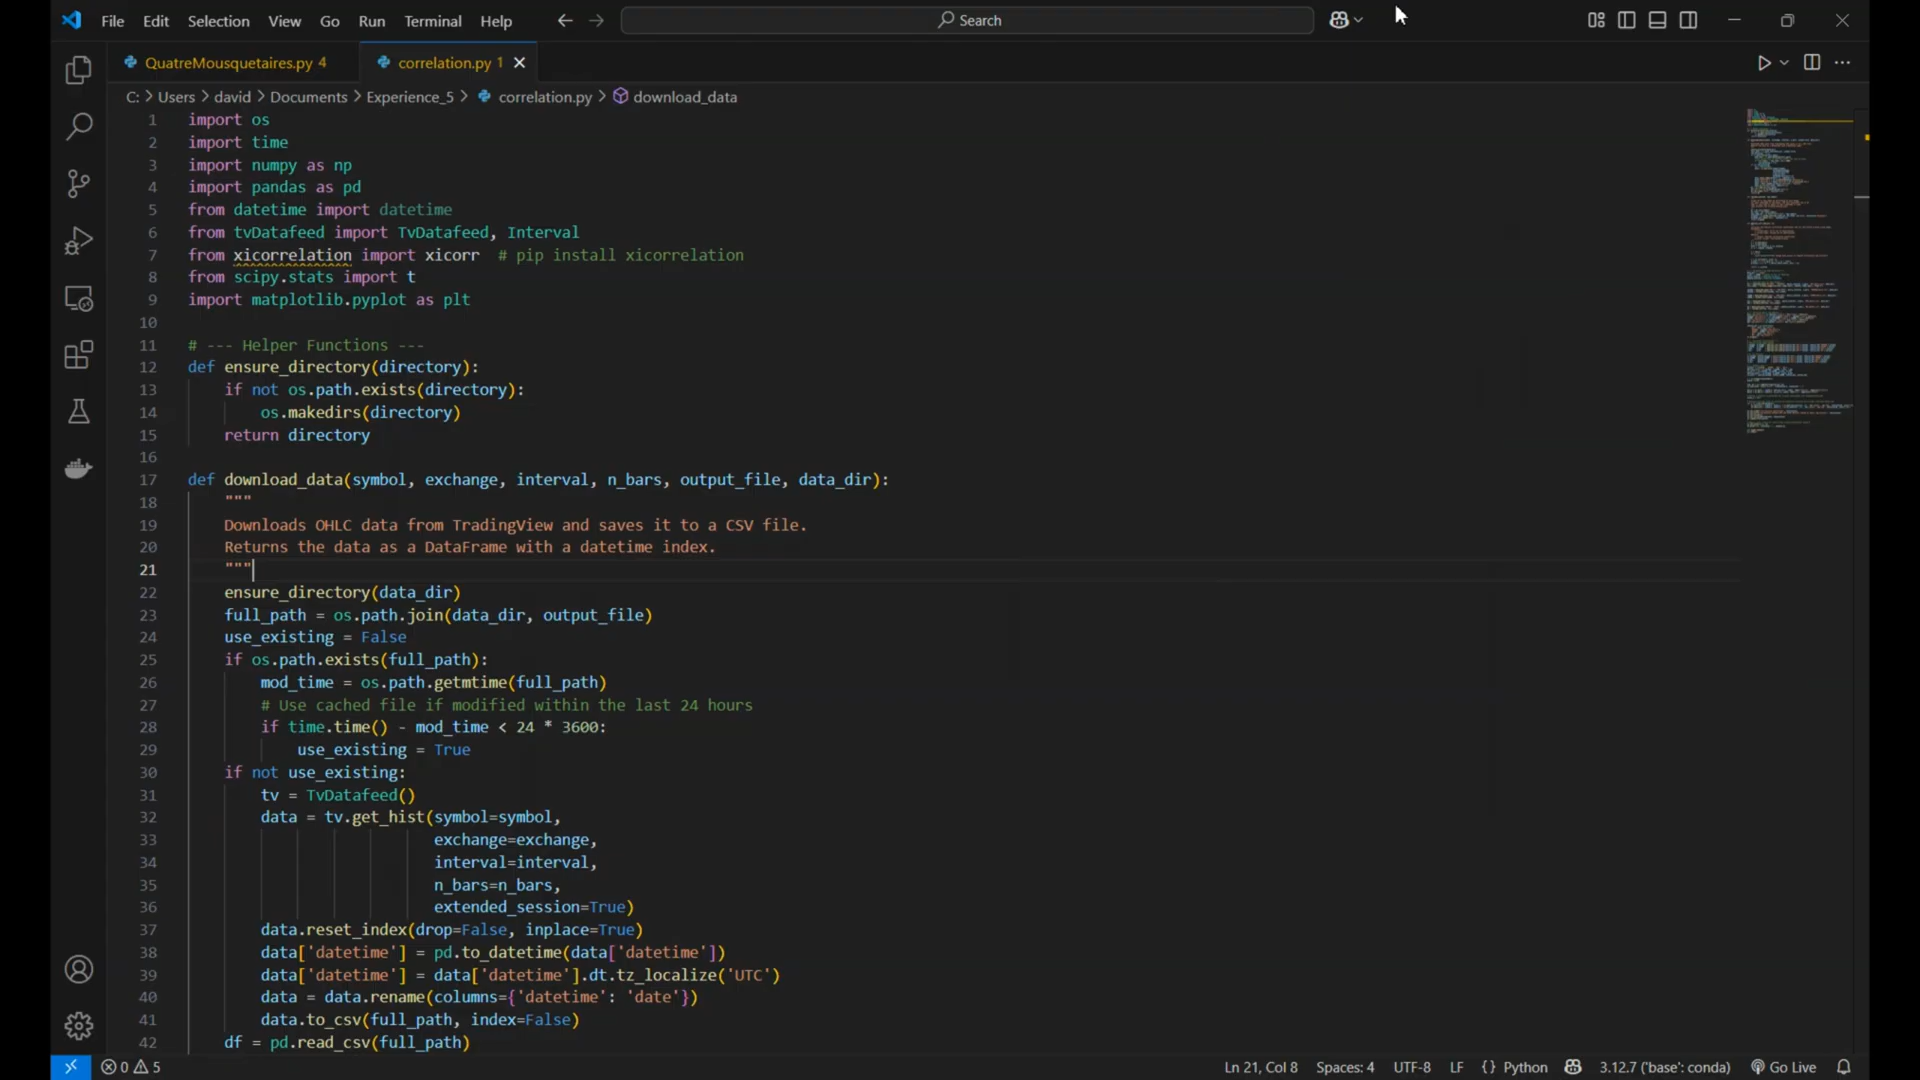 File Edit Selection View Go Run Terminal Help
Search
QuatreMousquetaires.py 4
correlation.py 1
C: > Users > david > Documents > Experience_5 > correlation.py > download_data
1 import os
2 import time
3 import numpy as np
4 import pandas as pd
5 from datetime import datetime
6 from tvDatafeed import TvDatafeed, Interval
7 from xicorrelation import xicorr  # pip install xicorrelation
8 from scipy.stats import t
9 import matplotlib.pyplot as plt
10
11 # --- Helper Functions ---
12 def ensure_directory(directory):
13     if not os.path.exists(directory):
14         os.makedirs(directory)
15     return directory
16
17 def download_data(symbol, exchange, interval, n_bars, output_file, data_dir):
18     """
19     Downloads OHLC data from TradingView and saves it to a CSV file.
20     Returns the data as a DataFrame with a datetime index.
21     """
22     ensure_directory(data_dir)
23     full_path = os.path.join(data_dir, output_file)
24     use_existing = False
25     if os.path.exists(full_path):
26         mod_time = os.path.getmtime(full_path)
27         # Use cached file if modified within the last 24 hours
28         if time.time() - mod_time < 24 * 3600:
29             use_existing = True
30     if not use_existing:
31         tv = TvDatafeed()
32         data = tv.get_hist(symbol=symbol,
33                            exchange=exchange,
34                            interval=interval,
35                            n_bars=n_bars,
36                            extended_session=True)
37         data.reset_index(drop=False, inplace=True)
38         data['datetime'] = pd.to_datetime(data['datetime'])
39         data['datetime'] = data['datetime'].dt.tz_localize('UTC')
40         data = data.rename(columns={'datetime': 'date'})
41         data.to_csv(full_path, index=False)
42     df = pd.read_csv(full_path)
0 5 Ln 21, Col 8 Spaces: 4 UTF-8 LF {} Python 3.12.7 ('base': conda) Go Live